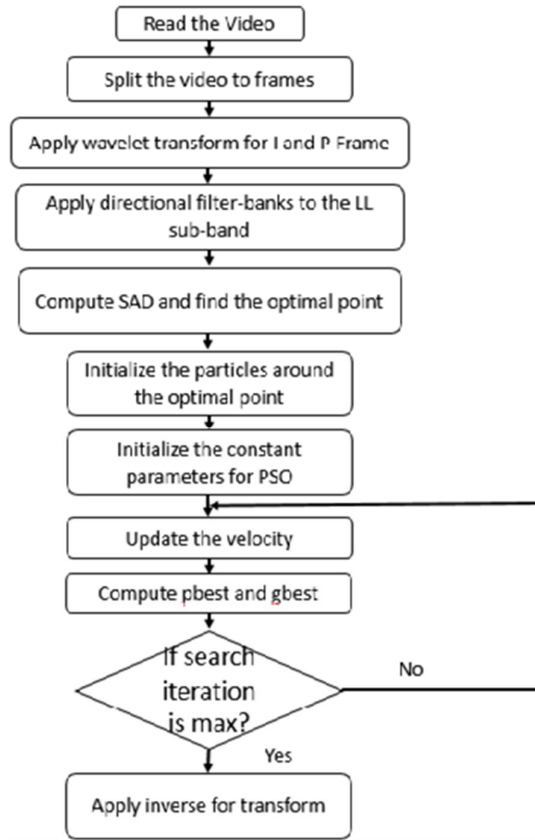 Read the Video
Split the video to frames
Apply wavelet transform for I and P Frame
Apply directional filter-banks to the LL
sub-band
Compute SAD and find the optimal point
Initialize the particles around
the optimal point
Initialize the constant
parameters for PSO
Update the velocity
Compute pbest and gbest
If search
iteration
is max?
No
Yes
Apply inverse for transform